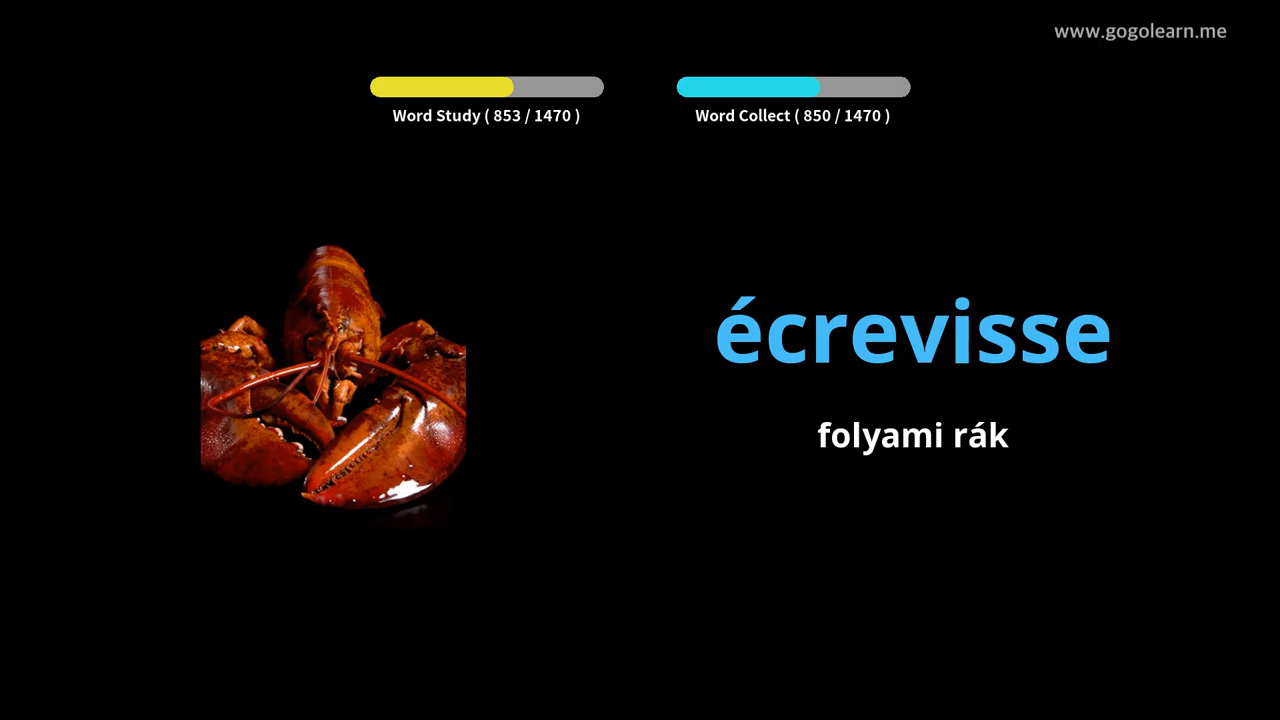 www.gogolearn.me
Word Study ( 853 / 1470 )
Word Collect ( 850 / 1470 )
écrevisse
folyami rák